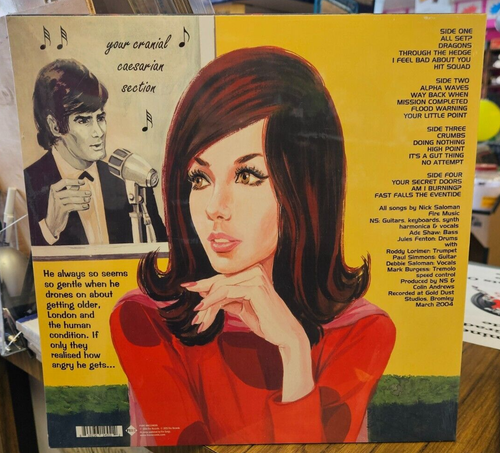 your cranial
caesarian
section
He always so seems
so gentle when he
drones on about
getting older,
London and
the human
condition. If
only they
realised how
angry he gets...
SIDE ONE
ALL SET?
DRAGONS
THROUGH THE HEDGE
I FEEL BAD ABOUT YOU
HIT SQUAD
SIDE TWO
ALPHA WAVES
WAY BACK WHEN
MISSION COMPLETED
FLOOD WARNING
YOUR LITTLE POINT
SIDE THREE
CRUMBS
DOING NOTHING
HIGH POINT
IT'S A GUT THING
NO ATTEMPT
SIDE FOUR
YOUR SECRET DOORS
AM I BURNING?
FAST FALLS THE EVENTIDE
All songs by Nick Saloman
Fire Music
NS: Guitars, keyboards, synth
harmonica & vocals
Ade Shaw: Bass
Jules Fenton: Drums
with
Roddy Lorimer: Trumpet
Paul Simmons: Guitar
Debbie Saloman: Vocals
Mark Burgess: Tremolo
speed control
Produced by NS &
Colin Andrews
Recorded at Gold Dust
Studios, Bromley
March 2004